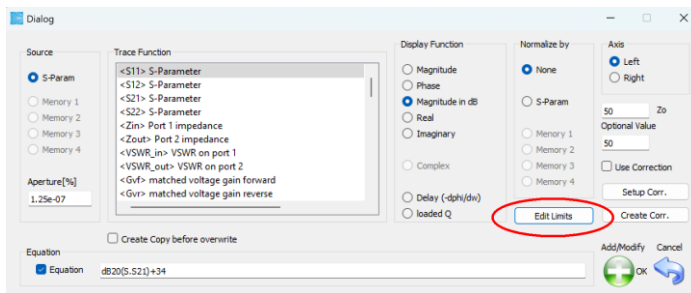 Dialog
Source
S-Param
Menory 1
Memory 2
Memory 3
Memory 4
Aperture[%]
1.25e-07
Trace Function
<S11> S-Parameter
<S12> S-Parameter
<S21> S-Parameter
<S22> S-Parameter
<Zin> Port 1 impedance
<Zout> Port 2 impedance
<VSWR_in> VSWR on port 1
<VSWR_out> VSWR on port 2
<Gvf> matched voltage gain forward
<Gvr> matched voltage gain reverse
Create Copy before overwrite
Display Function
Magnitude
Phase
Magnitude in dB
Real
Imaginary
Complex
Delay (-dphi/dw)
loaded Q
Normalize by
None
S-Param
Menory 1
Memory 2
Memory 3
Memory 4
Edit Limits
Axis
Left
Right
50 Zo
Optional Value
50
Use Correction
Setup Corr.
Create Corr.
Equation
Equation dB20(S.S21)+34
Add/Modify Cancel
OK